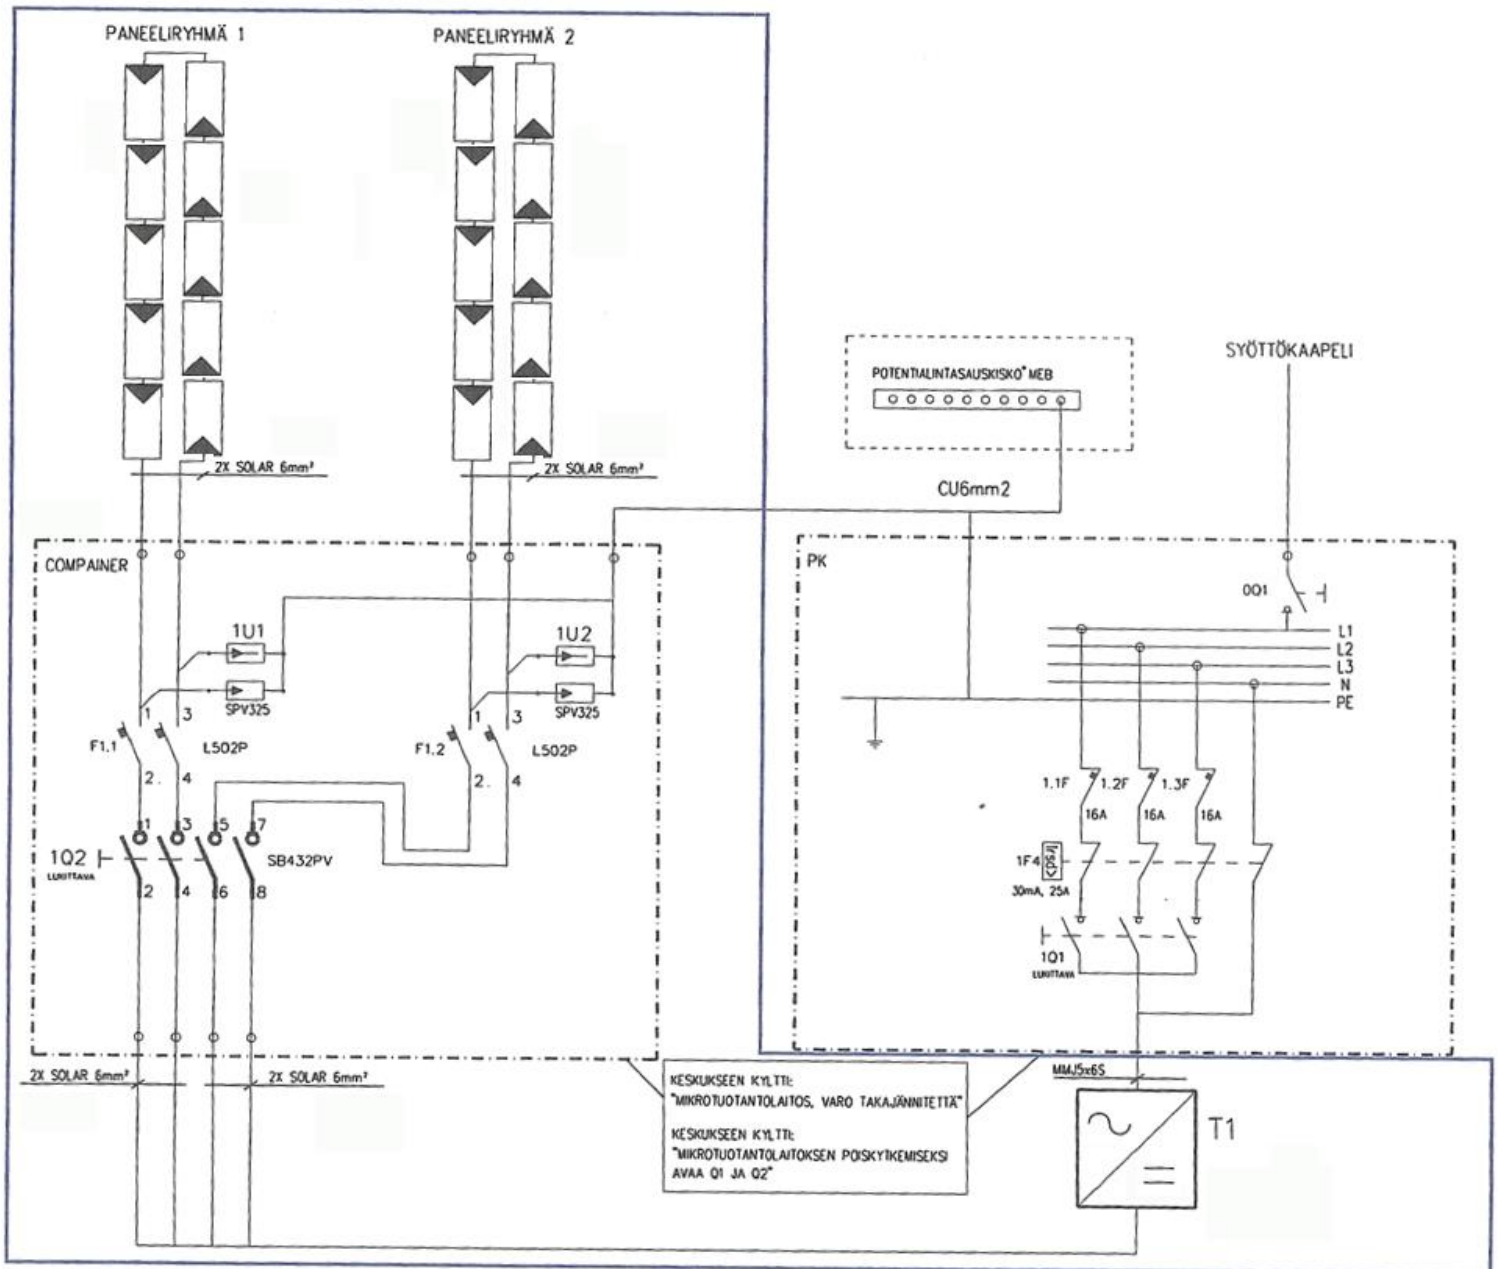 PANEELIRYHMÄ 1
PANEELIRYHMÄ 2
2X SOLAR 6mm²
2X SOLAR 6mm²
SYÖTTÖKAAPELI
POTENTIALINTASAUSKISKO" MEB
CU6mm2
COMPAINER
1U1
SPV325
1U2
SPV325
1
3
F1.1
L502P
2.
4
1
3
F1.2
L502P
2.
4
1
3
5
7
1Q2
LUKITTAVA
SB432PV
2
4
6
8
2X SOLAR 6mm²
2X SOLAR 6mm²
PK
0Q1
L1
L2
L3
N
PE
1.1F
1.2F
1.3F
16A
16A
16A
1F4
Irsd<
30mA, 25A
1Q1
LUKITTAVA
KESKUKSEEN KYLTTI:
"MIKROTUOTANTOLAITOS, VARO TAKAJÄNNITETTÄ"
KESKUKSEEN KYLTTI:
"MIKROTUOTANTOLAITOKSEN POISKYTKEMISEKSI
AVAA Q1 JA Q2"
MMJ5x6S
T1